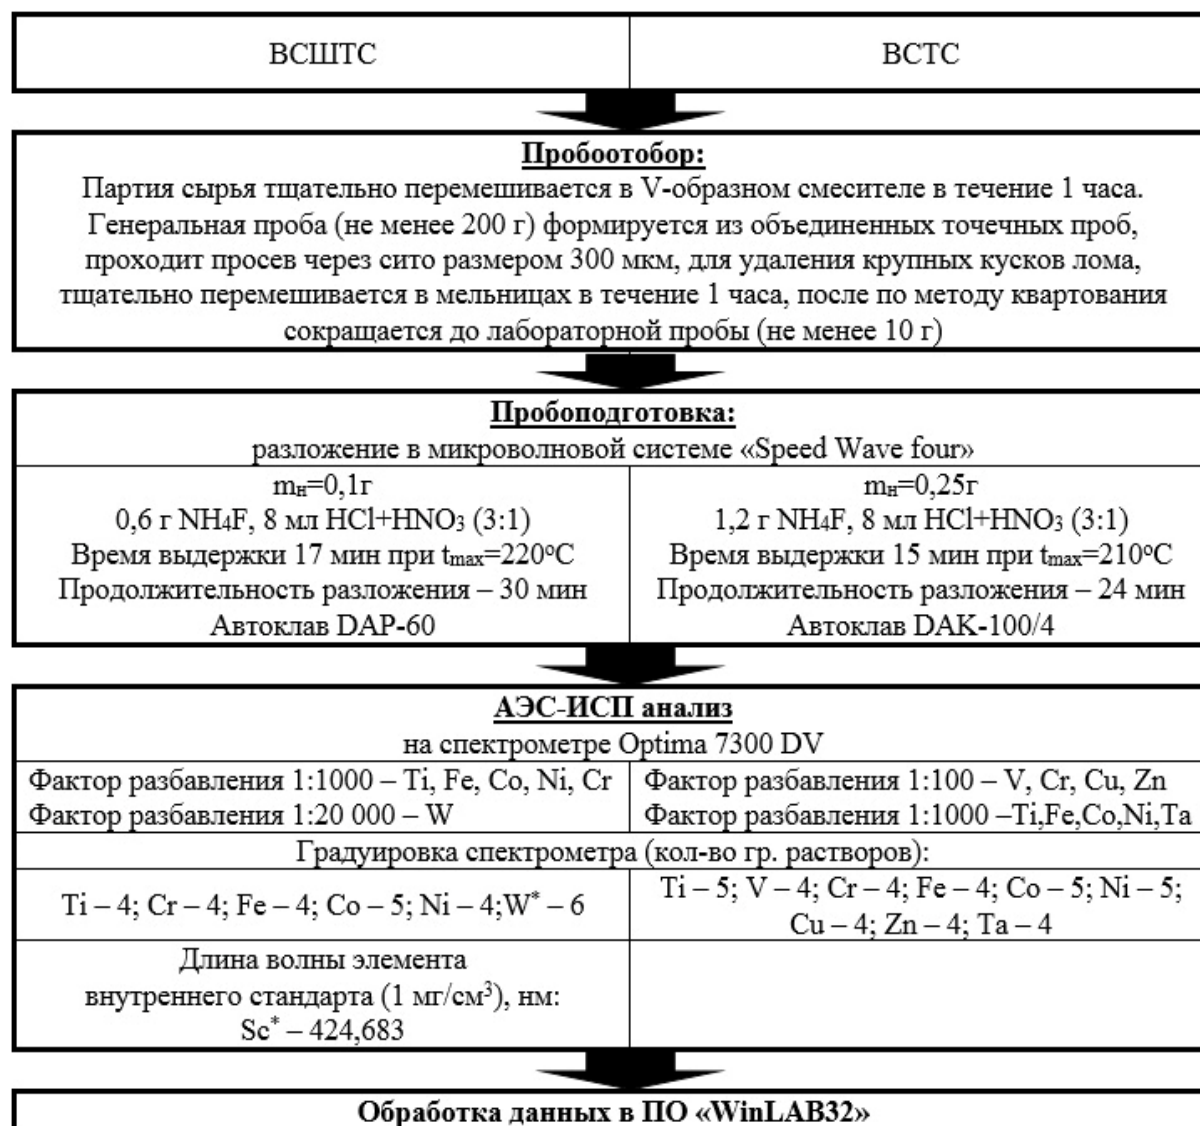 ВСШТС
ВСТС
Пробоотбор:
Партия сырья тщательно перемешивается в V-образном смесителе в течение 1 часа.
Генеральная проба (не менее 200 г) формируется из объединенных точечных проб,
проходит просев через сито размером 300 мкм, для удаления крупных кусков лома,
тщательно перемешивается в мельницах в течение 1 часа, после по методу квартования
сокращается до лабораторной пробы (не менее 10 г)
Пробоподготовка:
разложение в микроволновой системе «Speed Wave four»
mн=0,1г
0,6 г NH4F, 8 мл HCl+HNO3 (3:1)
Время выдержки 17 мин при tmax=220°C
Продолжительность разложения – 30 мин
Автоклав DAP-60
mн=0,25г
1,2 г NH4F, 8 мл HCl+HNO3 (3:1)
Время выдержки 15 мин при tmax=210°C
Продолжительность разложения – 24 мин
Автоклав DAK-100/4
АЭС-ИСП анализ
на спектрометре Optima 7300 DV
Фактор разбавления 1:1000 – Ti, Fe, Co, Ni, Cr
Фактор разбавления 1:20 000 – W
Фактор разбавления 1:100 – V, Cr, Cu, Zn
Фактор разбавления 1:1000 –Ti,Fe,Co,Ni,Ta
Градуировка спектрометра (кол-во гр. растворов):
Ti – 4; Cr – 4; Fe – 4; Co – 5; Ni – 4;W* – 6
Ti – 5; V – 4; Cr – 4; Fe – 4; Co – 5; Ni – 5;
Cu – 4; Zn – 4; Ta – 4
Длина волны элемента
внутреннего стандарта (1 мг/см³), нм:
Sc* – 424,683
Обработка данных в ПО «WinLAB32»